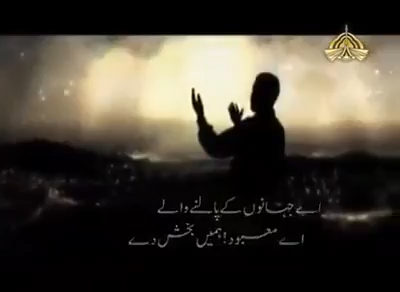 اے جہانوں کے پالنے والے
اے معبود! ہمیں بخش دے